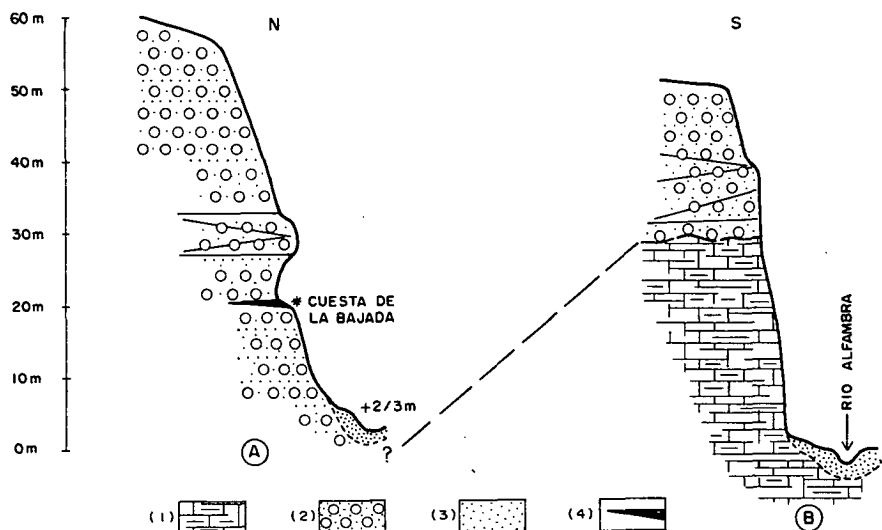 60 m
N
S
50 m
40 m
30 m
20 m
* CUESTA DE
LA BAJADA
10 m
+2/3 m
0 m
A
?
RIO ALFAMBRA
(1)
(2)
(3)
(4)
B